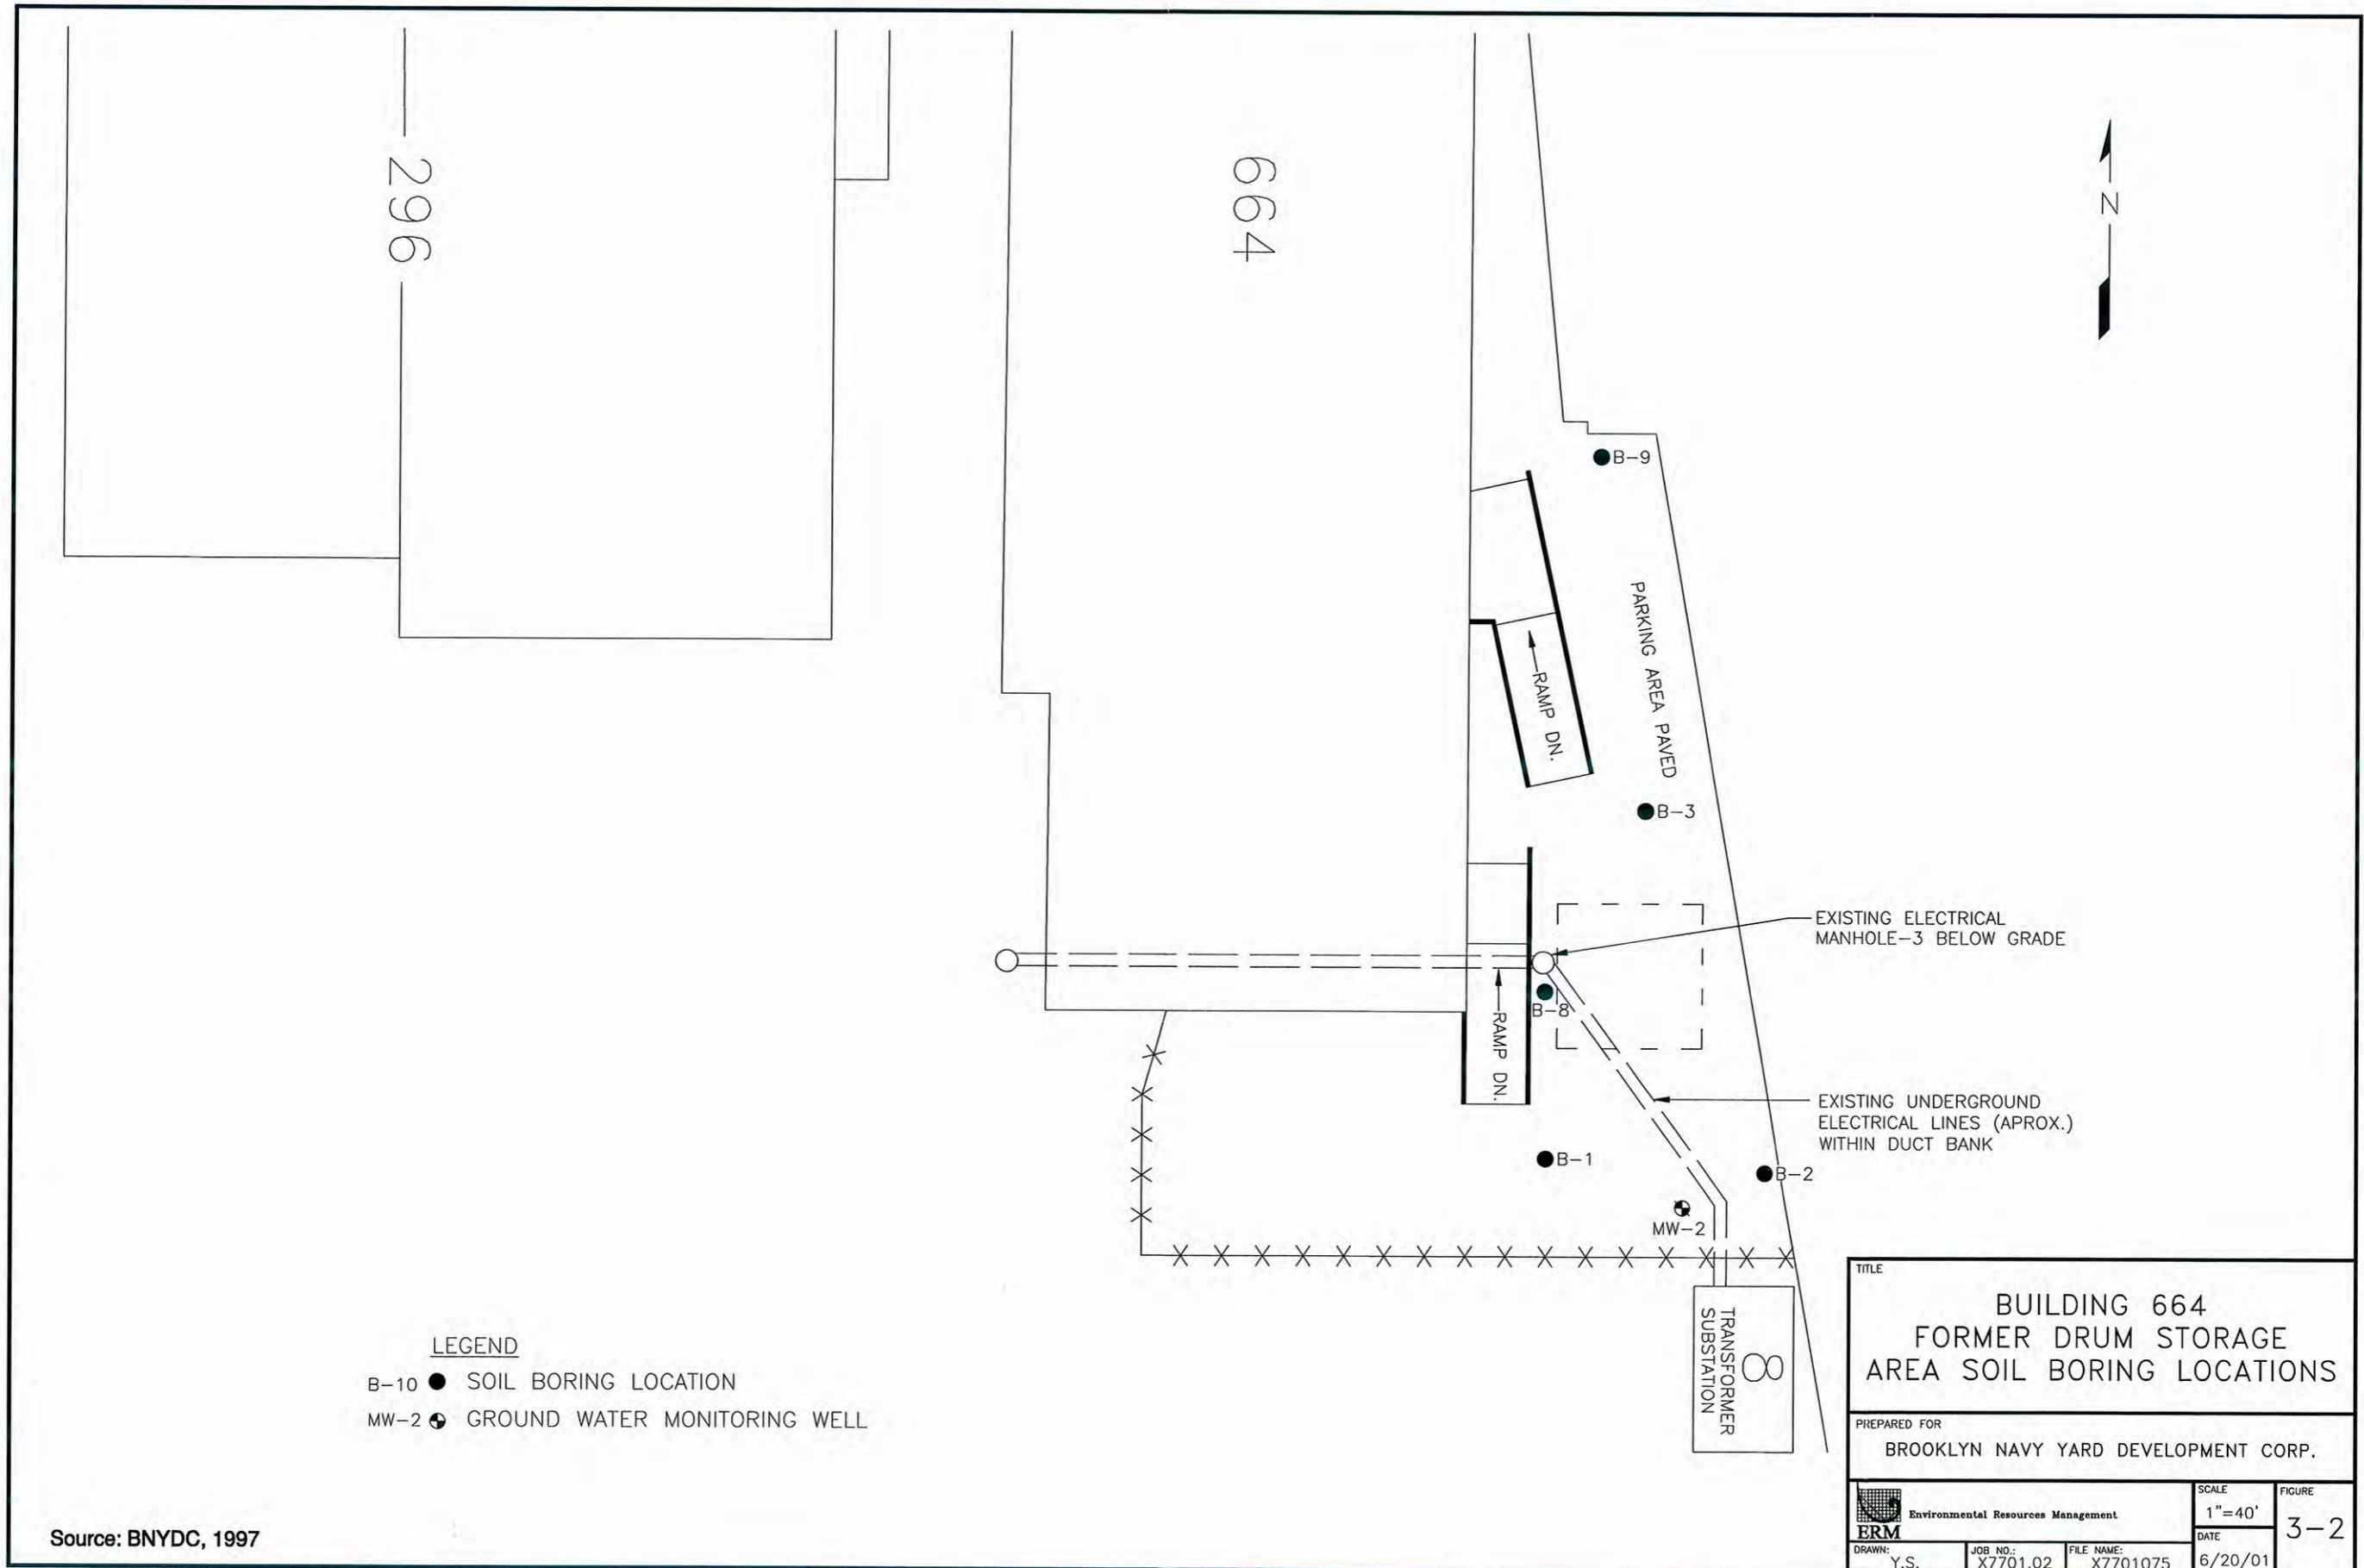 296
664
N
B-9
PARKING AREA PAVED
RAMP DN.
B-3
EXISTING ELECTRICAL
MANHOLE-3 BELOW GRADE
B-8
RAMP DN.
EXISTING UNDERGROUND
ELECTRICAL LINES (APROX.)
WITHIN DUCT BANK
B-1
B-2
MW-2
8
TRANSFORMER
SUBSTATION
LEGEND
B-10 SOIL BORING LOCATION
MW-2 GROUND WATER MONITORING WELL
Source: BNYDC, 1997
TITLE
BUILDING 664
FORMER DRUM STORAGE
AREA SOIL BORING LOCATIONS
PREPARED FOR
BROOKLYN NAVY YARD DEVELOPMENT CORP.
ERM
Environmental Resources Management
SCALE
1"=40'
FIGURE
3-2
DRAWN:
Y.S.
JOB NO.:
X7701.02
FILE NAME:
X7701075
DATE
6/20/01